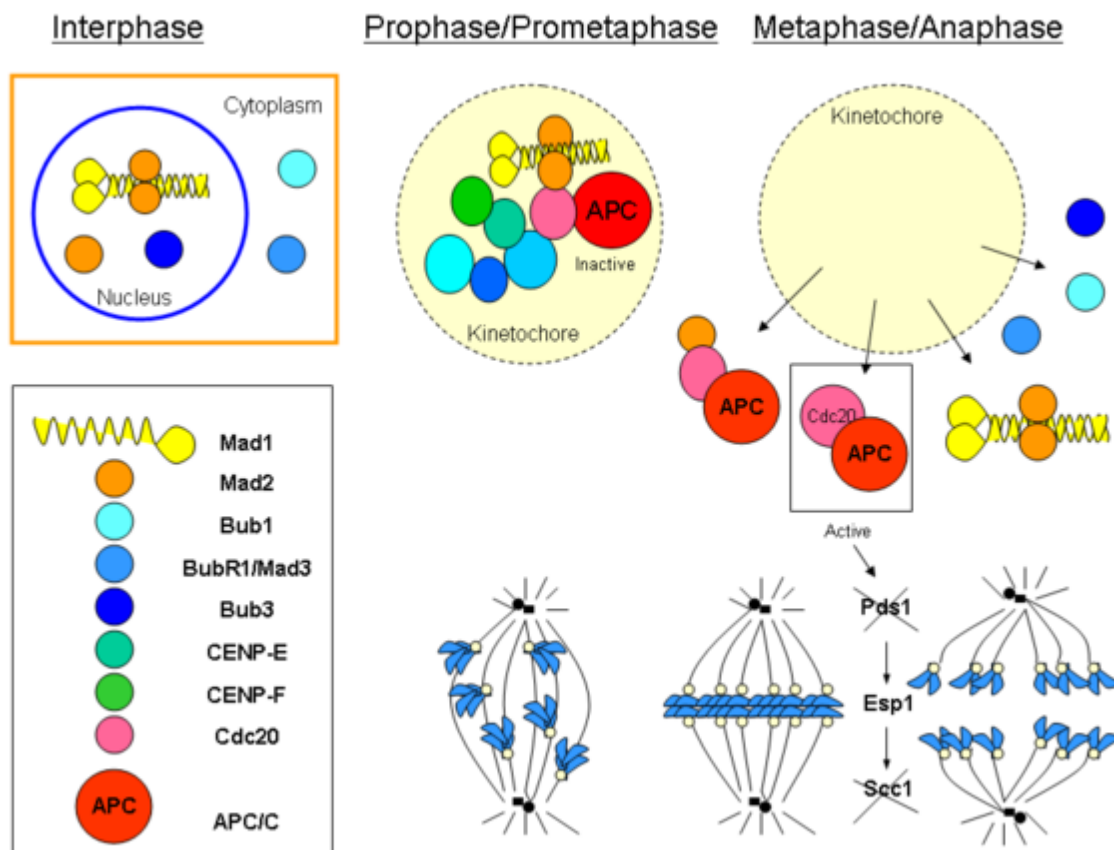 Interphase
Prophase/Prometaphase
Metaphase/Anaphase
Cytoplasm
Nucleus
APC
Inactive
Kinetochore
Kinetochore
APC
Cdc20
APC
Active
Pds1
Esp1
Scc1
Mad1
Mad2
Bub1
BubR1/Mad3
Bub3
CENP-E
CENP-F
Cdc20
APC
APC/C